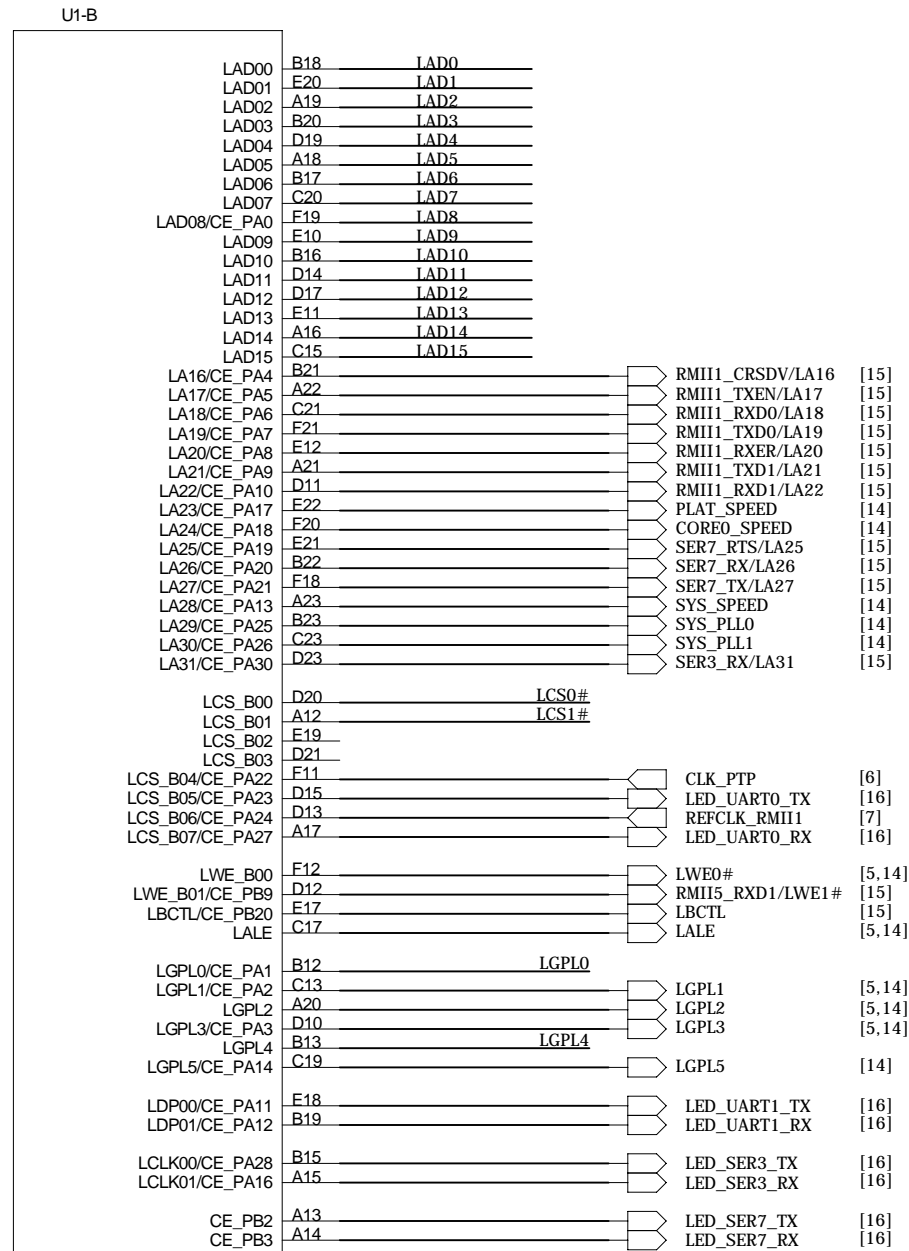 U1-B
LAD00 B18 LAD0
LAD01 E20 LAD1
LAD02 A19 LAD2
LAD03 B20 LAD3
LAD04 D19 LAD4
LAD05 A18 LAD5
LAD06 B17 LAD6
LAD07 C20 LAD7
LAD08/CE_PA0 F19 LAD8
LAD09 E10 LAD9
LAD10 B16 LAD10
LAD11 D14 LAD11
LAD12 D17 LAD12
LAD13 E11 LAD13
LAD14 A16 LAD14
LAD15 C15 LAD15
LA16/CE_PA4 B21 RMII1_CRSDV/LA16 [15]
LA17/CE_PA5 A22 RMII1_TXEN/LA17 [15]
LA18/CE_PA6 C21 RMII1_RXD0/LA18 [15]
LA19/CE_PA7 F21 RMII1_TXD0/LA19 [15]
LA20/CE_PA8 E12 RMII1_RXER/LA20 [15]
LA21/CE_PA9 A21 RMII1_TXD1/LA21 [15]
LA22/CE_PA10 D11 RMII1_RXD1/LA22 [15]
LA23/CE_PA17 E22 PLAT_SPEED [14]
LA24/CE_PA18 F20 CORE0_SPEED [14]
LA25/CE_PA19 E21 SER7_RTS/LA25 [15]
LA26/CE_PA20 B22 SER7_RX/LA26 [15]
LA27/CE_PA21 F18 SER7_TX/LA27 [15]
LA28/CE_PA13 A23 SYS_SPEED [14]
LA29/CE_PA25 B23 SYS_PLL0 [14]
LA30/CE_PA26 C23 SYS_PLL1 [14]
LA31/CE_PA30 D23 SER3_RX/LA31 [15]
LCS_B00 D20 LCS0#
LCS_B01 A12 LCS1#
LCS_B02 E19
LCS_B03 D21
LCS_B04/CE_PA22 F11 CLK_PTP [6]
LCS_B05/CE_PA23 D15 LED_UART0_TX [16]
LCS_B06/CE_PA24 D13 REFCLK_RMII1 [7]
LCS_B07/CE_PA27 A17 LED_UART0_RX [16]
LWE_B00 F12 LWE0# [5,14]
LWE_B01/CE_PB9 D12 RMII5_RXD1/LWE1# [15]
LBCTL/CE_PB20 E17 LBCTL [15]
LALE C17 LALE [5,14]
LGPL0/CE_PA1 B12 LGPL0
LGPL1/CE_PA2 C13 LGPL1 [5,14]
LGPL2 A20 LGPL2 [5,14]
LGPL3/CE_PA3 D10 LGPL3 [5,14]
LGPL4 B13 LGPL4
LGPL5/CE_PA14 C19 LGPL5 [14]
LDP00/CE_PA11 E18 LED_UART1_TX [16]
LDP01/CE_PA12 B19 LED_UART1_RX [16]
LCLK00/CE_PA28 B15 LED_SER3_TX [16]
LCLK01/CE_PA16 A15 LED_SER3_RX [16]
CE_PB2 A13 LED_SER7_TX [16]
CE_PB3 A14 LED_SER7_RX [16]